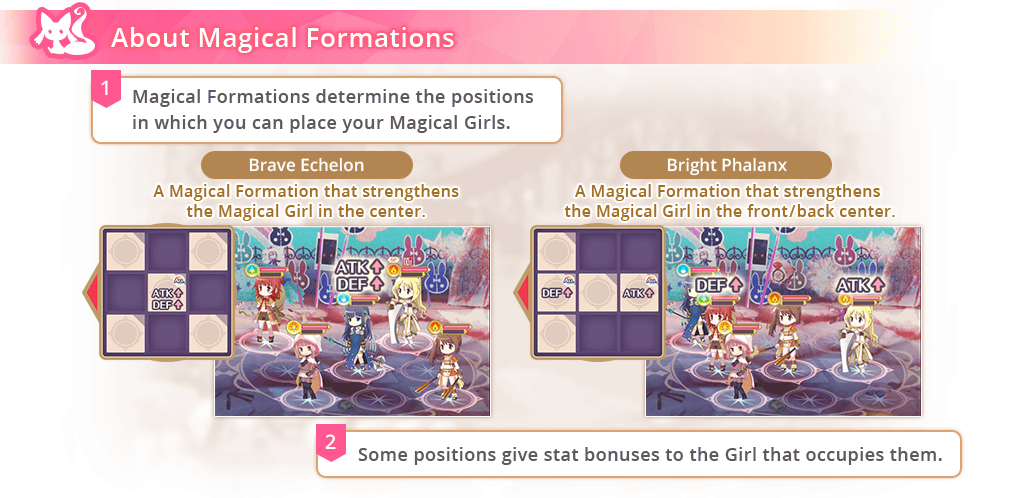 About Magical Formations
1
Magical Formations determine the positions
in which you can place your Magical Girls.
Brave Echelon
A Magical Formation that strengthens
the Magical Girl in the center.
ATK
DEF
ATK
DEF
Bright Phalanx
A Magical Formation that strengthens
the Magical Girl in the front/back center.
DEF
ATK
DEF
ATK
2
Some positions give stat bonuses to the Girl that occupies them.